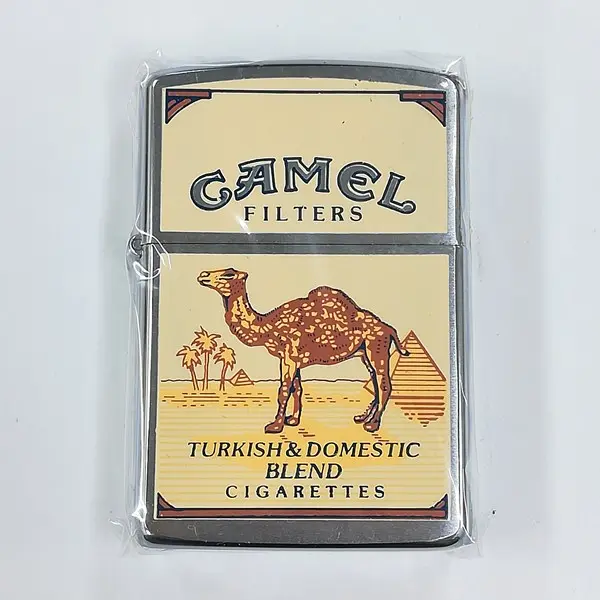 CAMEL
FILTERS
TURKISH & DOMESTIC
BLEND
CIGARETTES